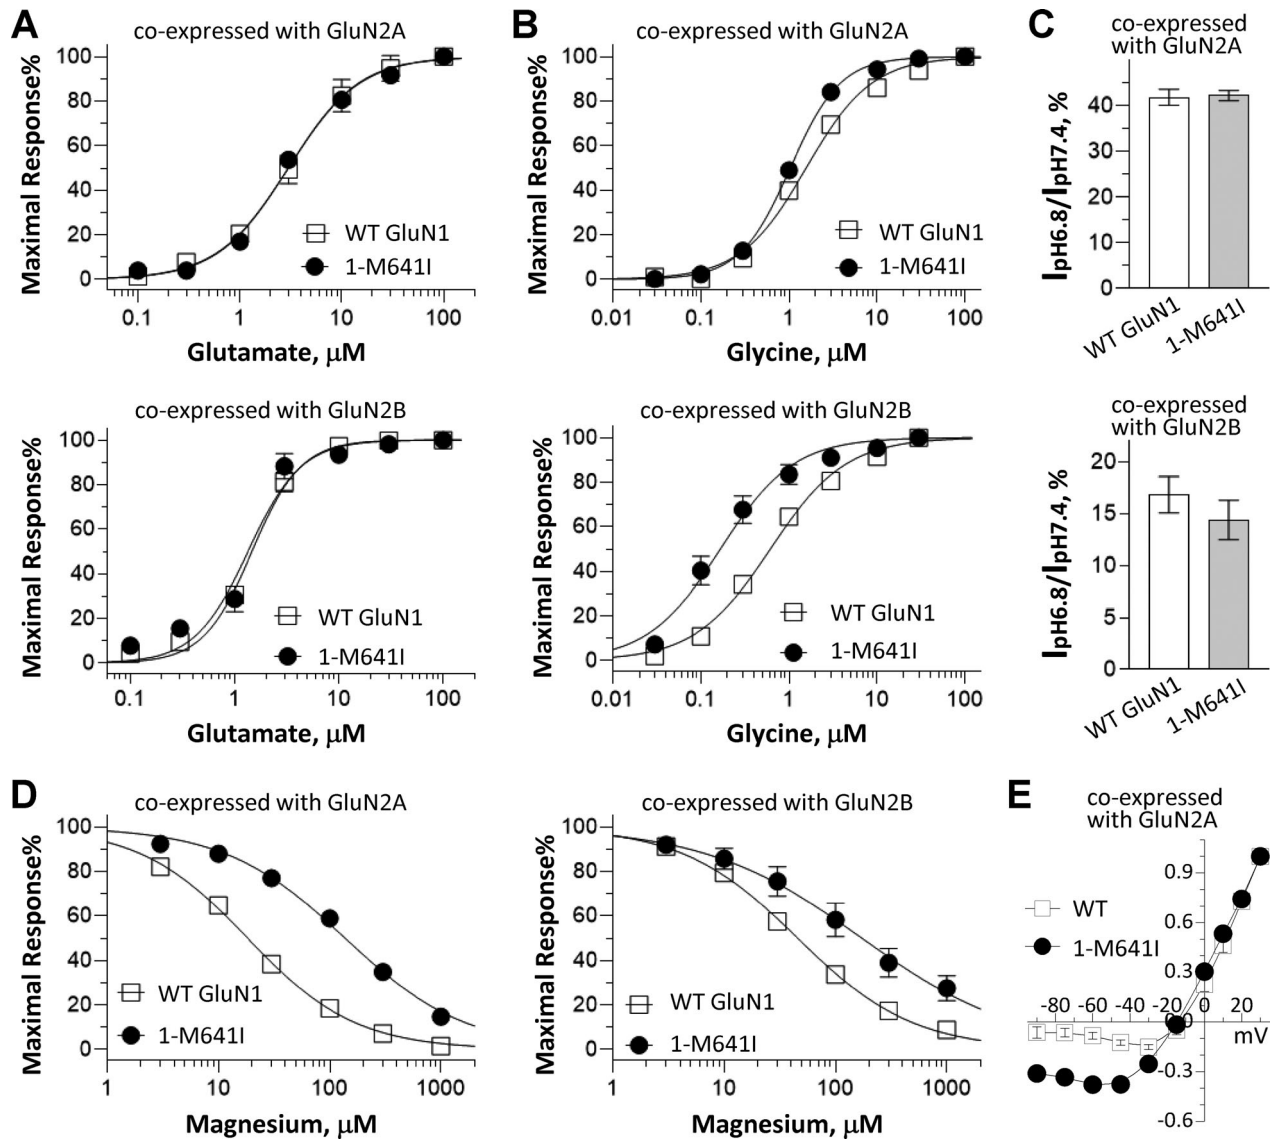 A
co-expressed with GluN2A
Maximal Response%
100
80
60
40
20
0
WT GluN1
1-M641I
0.1
1
10
100
Glutamate, μM
B
co-expressed with GluN2A
Maximal Response%
100
80
60
40
20
0
WT GluN1
1-M641I
0.01
0.1
1
10
100
Glycine, μM
C
co-expressed
with GluN2A
IpH6.8/IpH7.4, %
40
30
20
10
0
WT GluN1
1-M641I
co-expressed with GluN2B
Maximal Response%
100
80
60
40
20
0
WT GluN1
1-M641I
0.1
1
10
100
Glutamate, μM
co-expressed with GluN2B
Maximal Response%
100
80
60
40
20
0
WT GluN1
1-M641I
0.01
0.1
1
10
100
Glycine, μM
co-expressed
with GluN2B
IpH6.8/IpH7.4, %
20
15
10
5
0
WT GluN1
1-M641I
D
co-expressed with GluN2A
Maximal Response%
100
80
60
40
20
0
WT GluN1
1-M641I
1
10
100
1000
Magnesium, μM
co-expressed with GluN2B
Maximal Response%
100
80
60
40
20
0
WT GluN1
1-M641I
1
10
100
1000
Magnesium, μM
E
co-expressed
with GluN2A
WT
1-M641I
0.9
0.6
0.3
0.0
-0.3
-0.6
-80
-60
-40
-20
0
20
mV